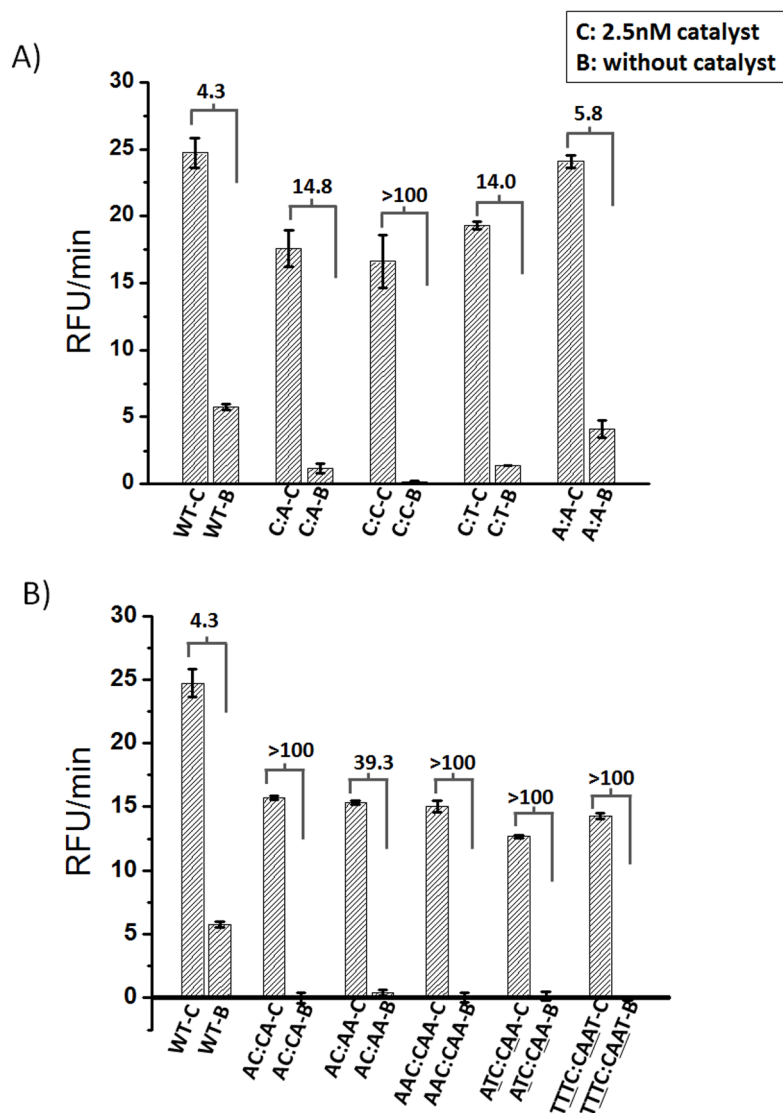 C: 2.5nM catalyst
B: without catalyst
A)
RFU/min
30
25
20
15
10
5
0
4.3
14.8
>100
14.0
5.8
WT-C
WT-B
C:A-C
C:A-B
C:C-C
C:C-B
C:T-C
C:T-B
A:A-C
A:A-B
B)
RFU/min
30
25
20
15
10
5
0
4.3
>100
39.3
>100
>100
>100
WT-C
WT-B
AC:CA-C
AC:CA-B
AC:AA-C
AC:AA-B
AAC:CAA-C
AAC:CAA-B
ATC:CAA-C
ATC:CAA-B
TTTC:CAAT-C
TTTC:CAAT-B